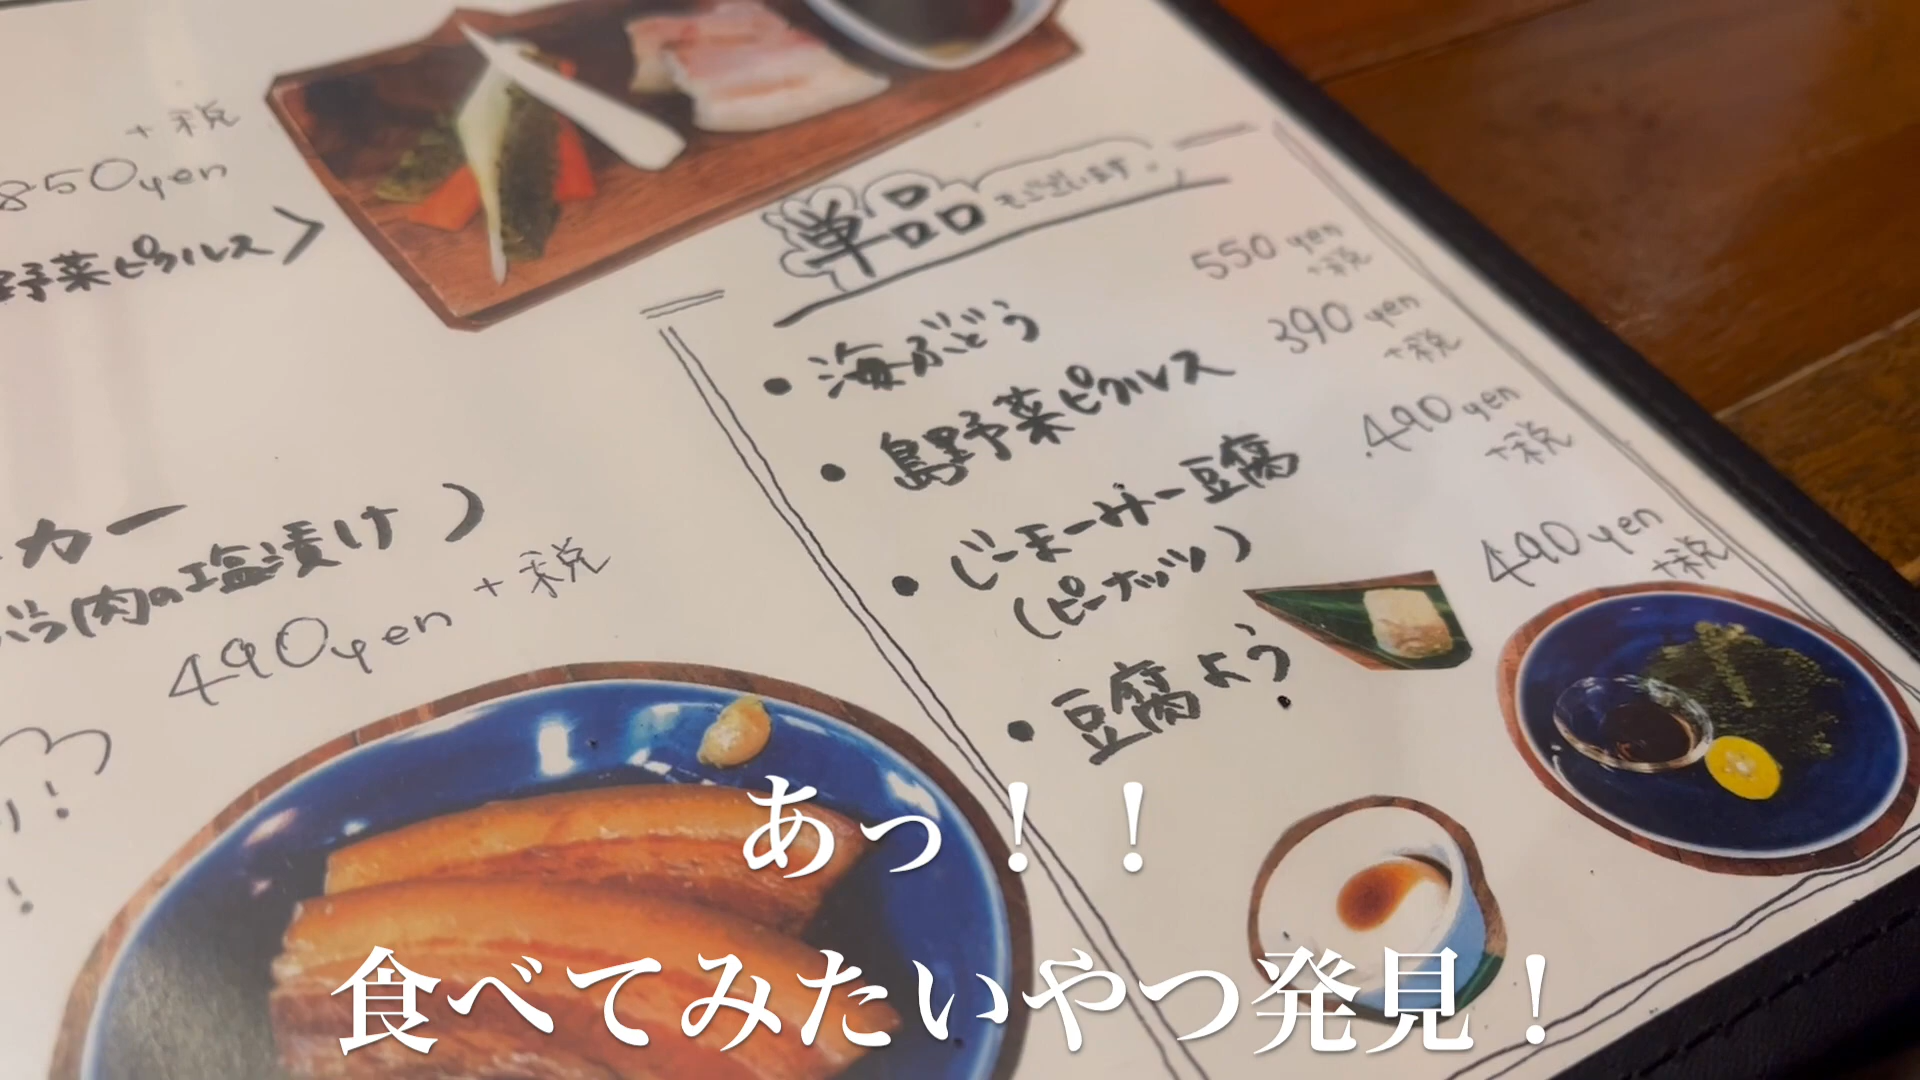 +税
850yen
野菜ピクルス〉
カー
肉の塩漬け）
490yen +税
単品もございます。
・海ぶどう 550yen +税
・島野菜ピクルス 390yen +税
・じーまーみー豆腐 490yen +税
（ピーナッツ）
・豆腐よう 490yen +税
あっ！！
食べてみたいやつ発見！